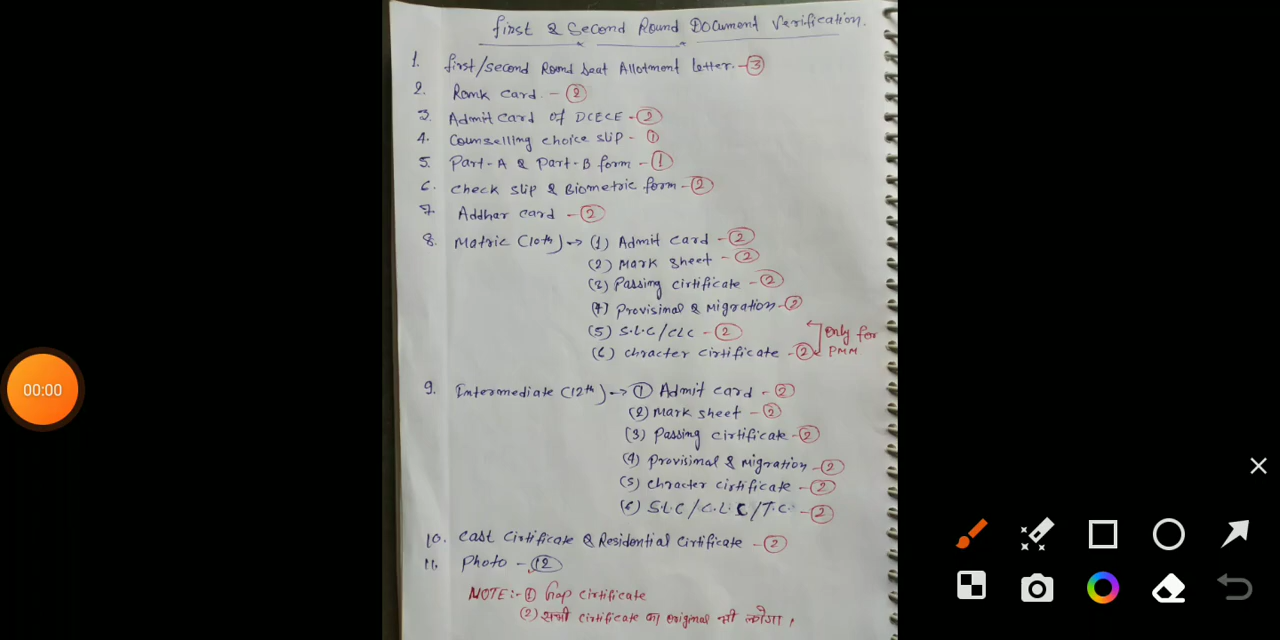 First & Second Round Document Verification.
1. First/Second Round Seat Allotment Letter. - 3
2. Rank Card. - 2
3. Admit Card of DCECE - 2
4. Counselling choice slip - 1
5. Part-A & Part-B form - 1
6. Check Slip & Biometric form - 2
7. Addhar card - 2
8. Matric (10th) → (1) Admit Card - 2
(2) Mark sheet - 2
(3) Passing Cirtificate - 2
(4) Provisimal & Migration - 2
(5) S.L.C/CLC - 2
(6) Chracter Cirtificate - 2
only for
PMM
9. Intermediate (12th) → 1 Admit card - 2
(2) Mark sheet - 2
(3) Passing Cirtificate - 2
(4) Provisimal & Migration - 2
(5) Chracter Cirtificate - 2
(6) S.L.C/C.L.C/T.C. - 2
10. Cast Cirtificate & Residential Cirtificate - 2
11. Photo - 12
NOTE:- 1 Gap Cirtificate
(2) सभी Cirtificate का original भी लगेगा।
00:00